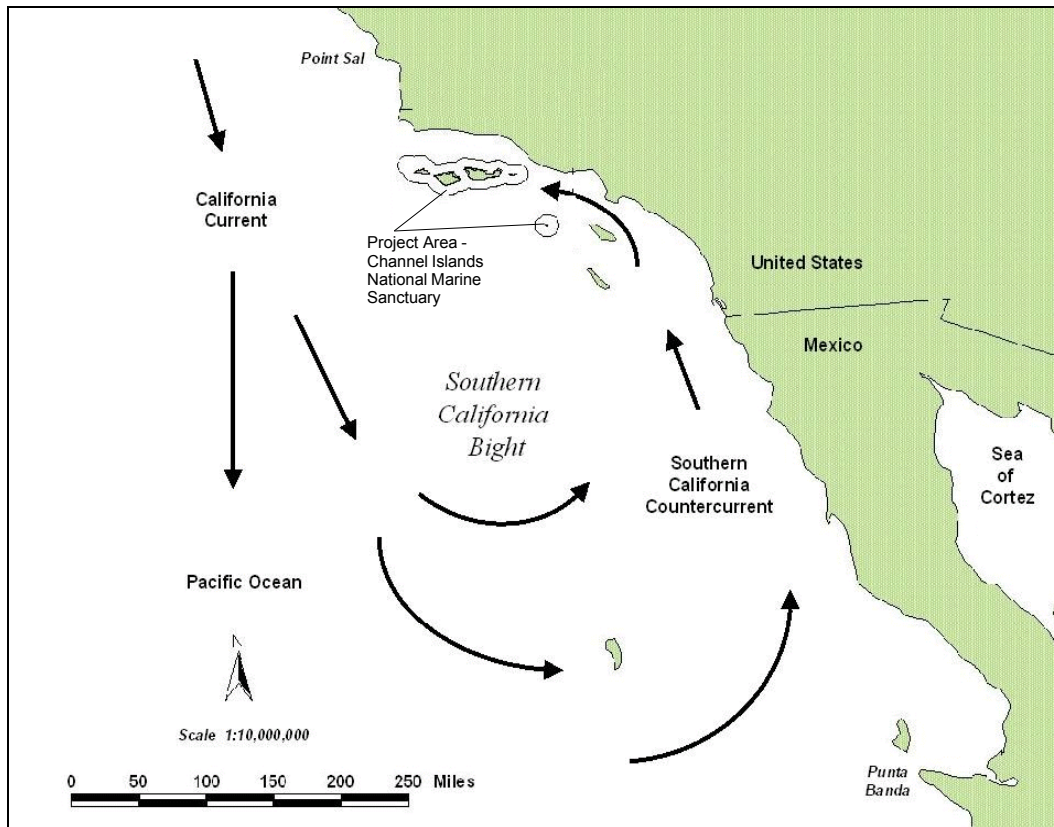 Point Sal
California
Current
Project Area -
Channel Islands
National Marine
Sanctuary
United States
Mexico
Southern
California
Bight
Southern
California
Countercurrent
Sea
of
Cortez
Pacific Ocean
N
Scale 1:10,000,000
0 50 100 150 200 250 Miles
Punta
Banda